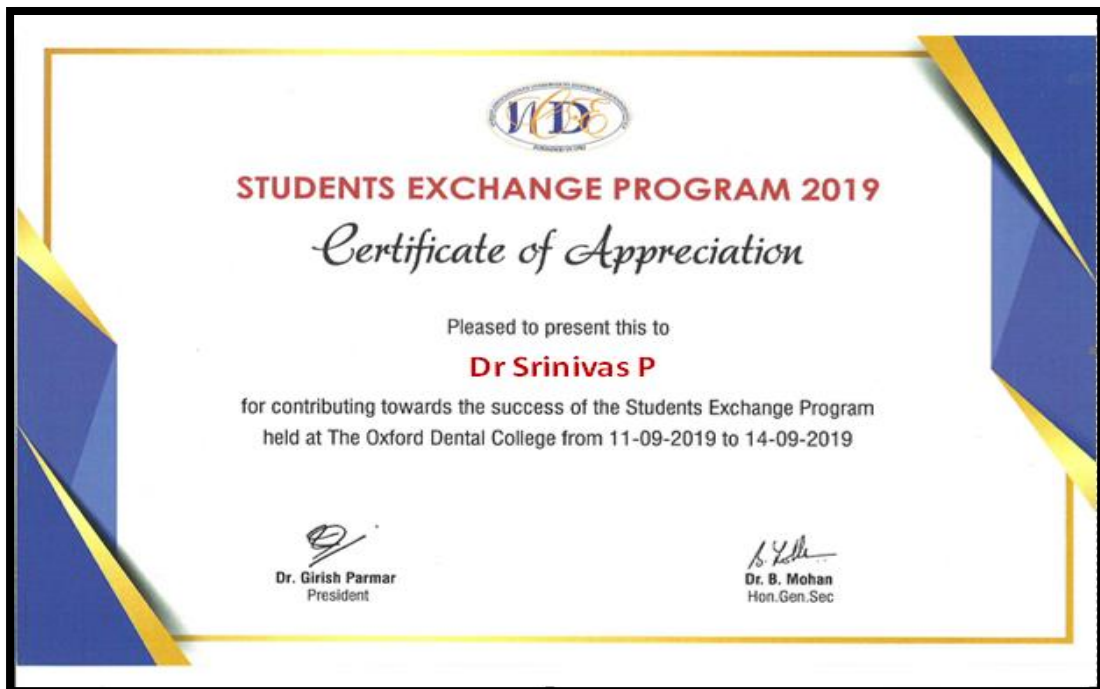 STUDENTS EXCHANGE PROGRAM 2019
Certificate of Appreciation
Pleased to present this to
Dr Srinivas P
for contributing towards the success of the Students Exchange Program
held at The Oxford Dental College from 11-09-2019 to 14-09-2019
Dr. Girish Parmar
President
Dr. B. Mohan
Hon.Gen.Sec